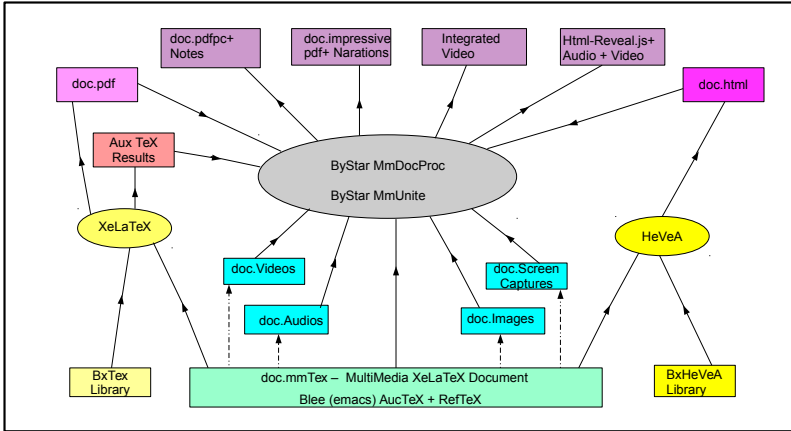 doc.pdfpc+
Notes
doc.impressive
pdf+ Narations
Integrated
Video
Html-Reveal.js+
Audio + Video
doc.pdf
doc.html
Aux TeX
Results
ByStar MmDocProc
ByStar MmUnite
XeLaTeX
HeVeA
doc.Videos
doc.Screen
Captures
doc.Audios
doc.Images
BxTex
Library
doc.mmTex – MultiMedia XeLaTeX Document
Blee (emacs) AucTeX + RefTeX
BxHeVeA
Library